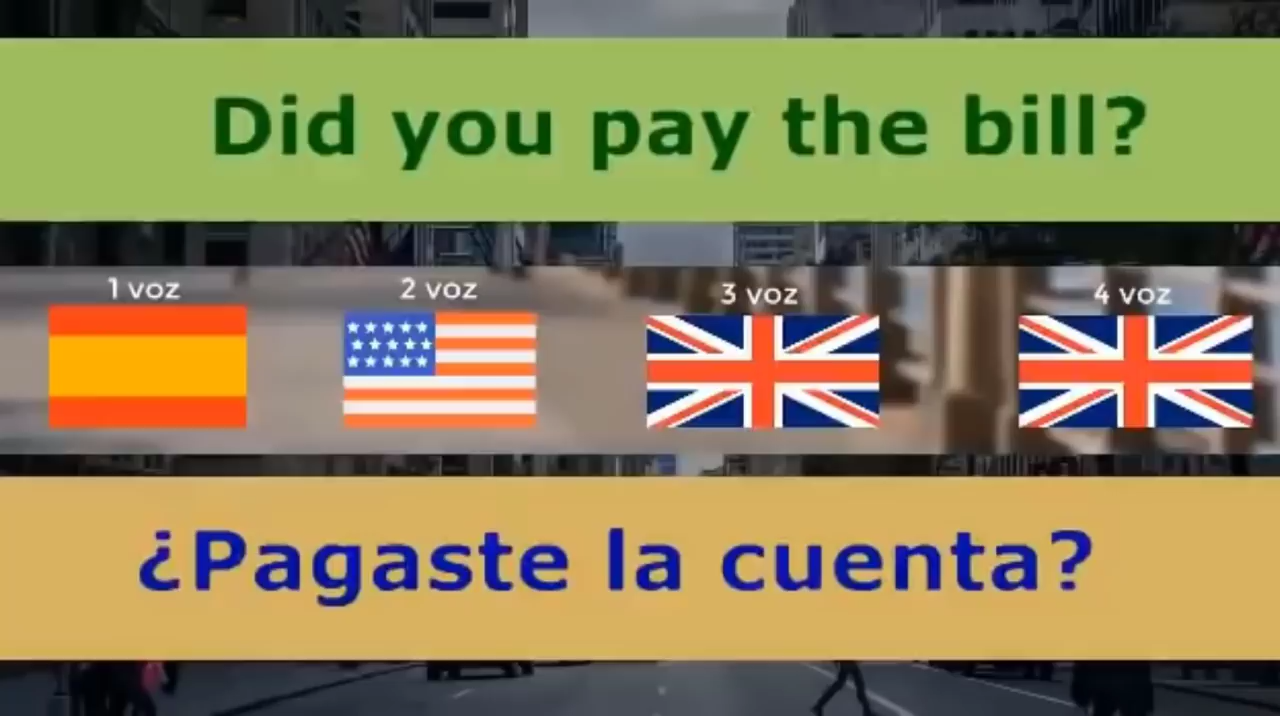 Did you pay the bill?
1 voz
2 voz
3 voz
4 voz
¿Pagaste la cuenta?